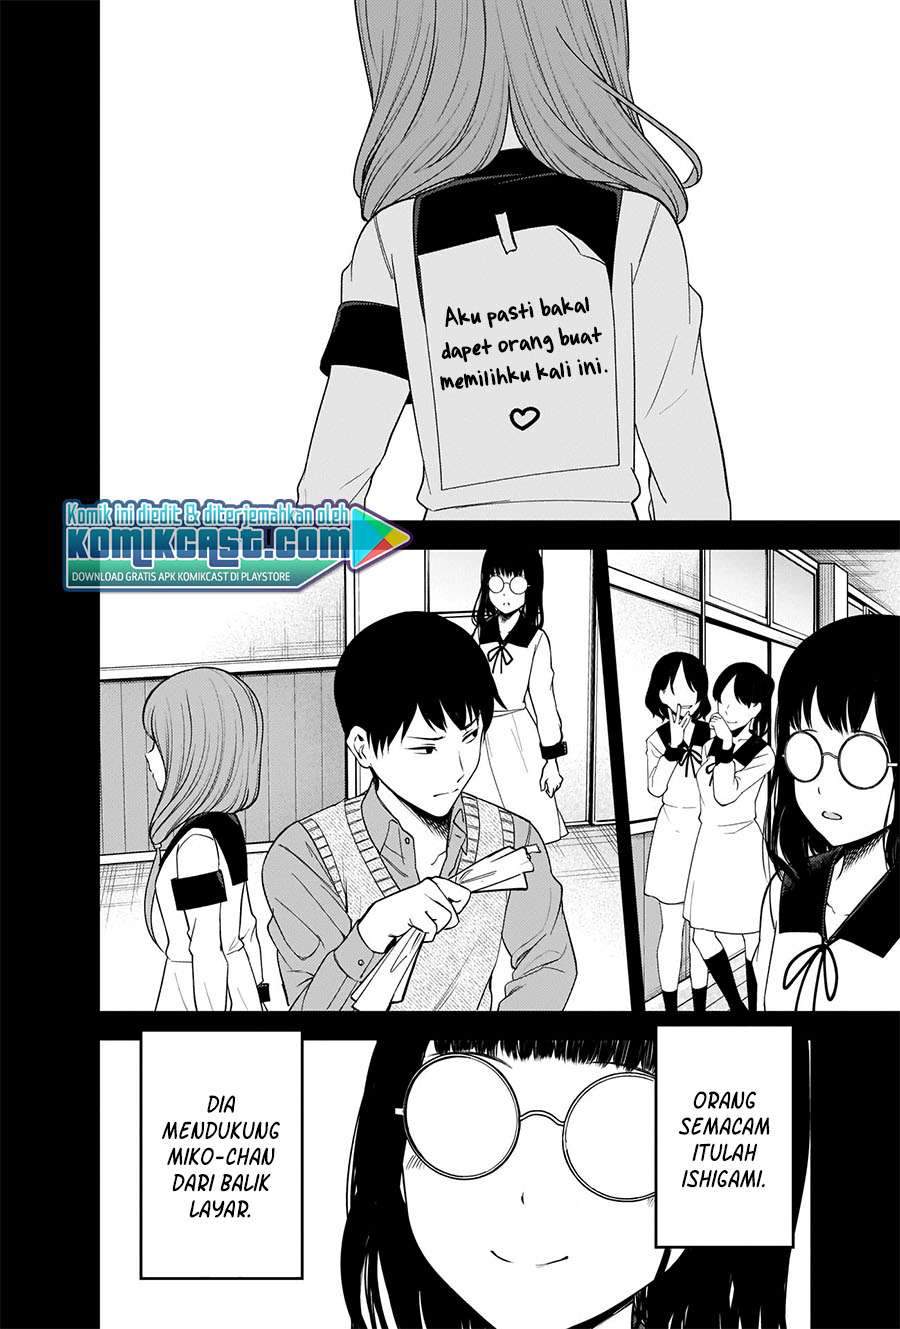 Aku pasti bakal
dapet orang buat
memilihku kali ini.
Komik ini diedit & diterjemahkan oleh
KOMIKCAST.COM
DOWNLOAD GRATIS APK KOMIKCAST DI PLAYSTORE
ORANG
SEMACAM
ITULAH
ISHIGAMI.
DIA
MENDUKUNG
MIKO-CHAN
DARI BALIK
LAYAR.